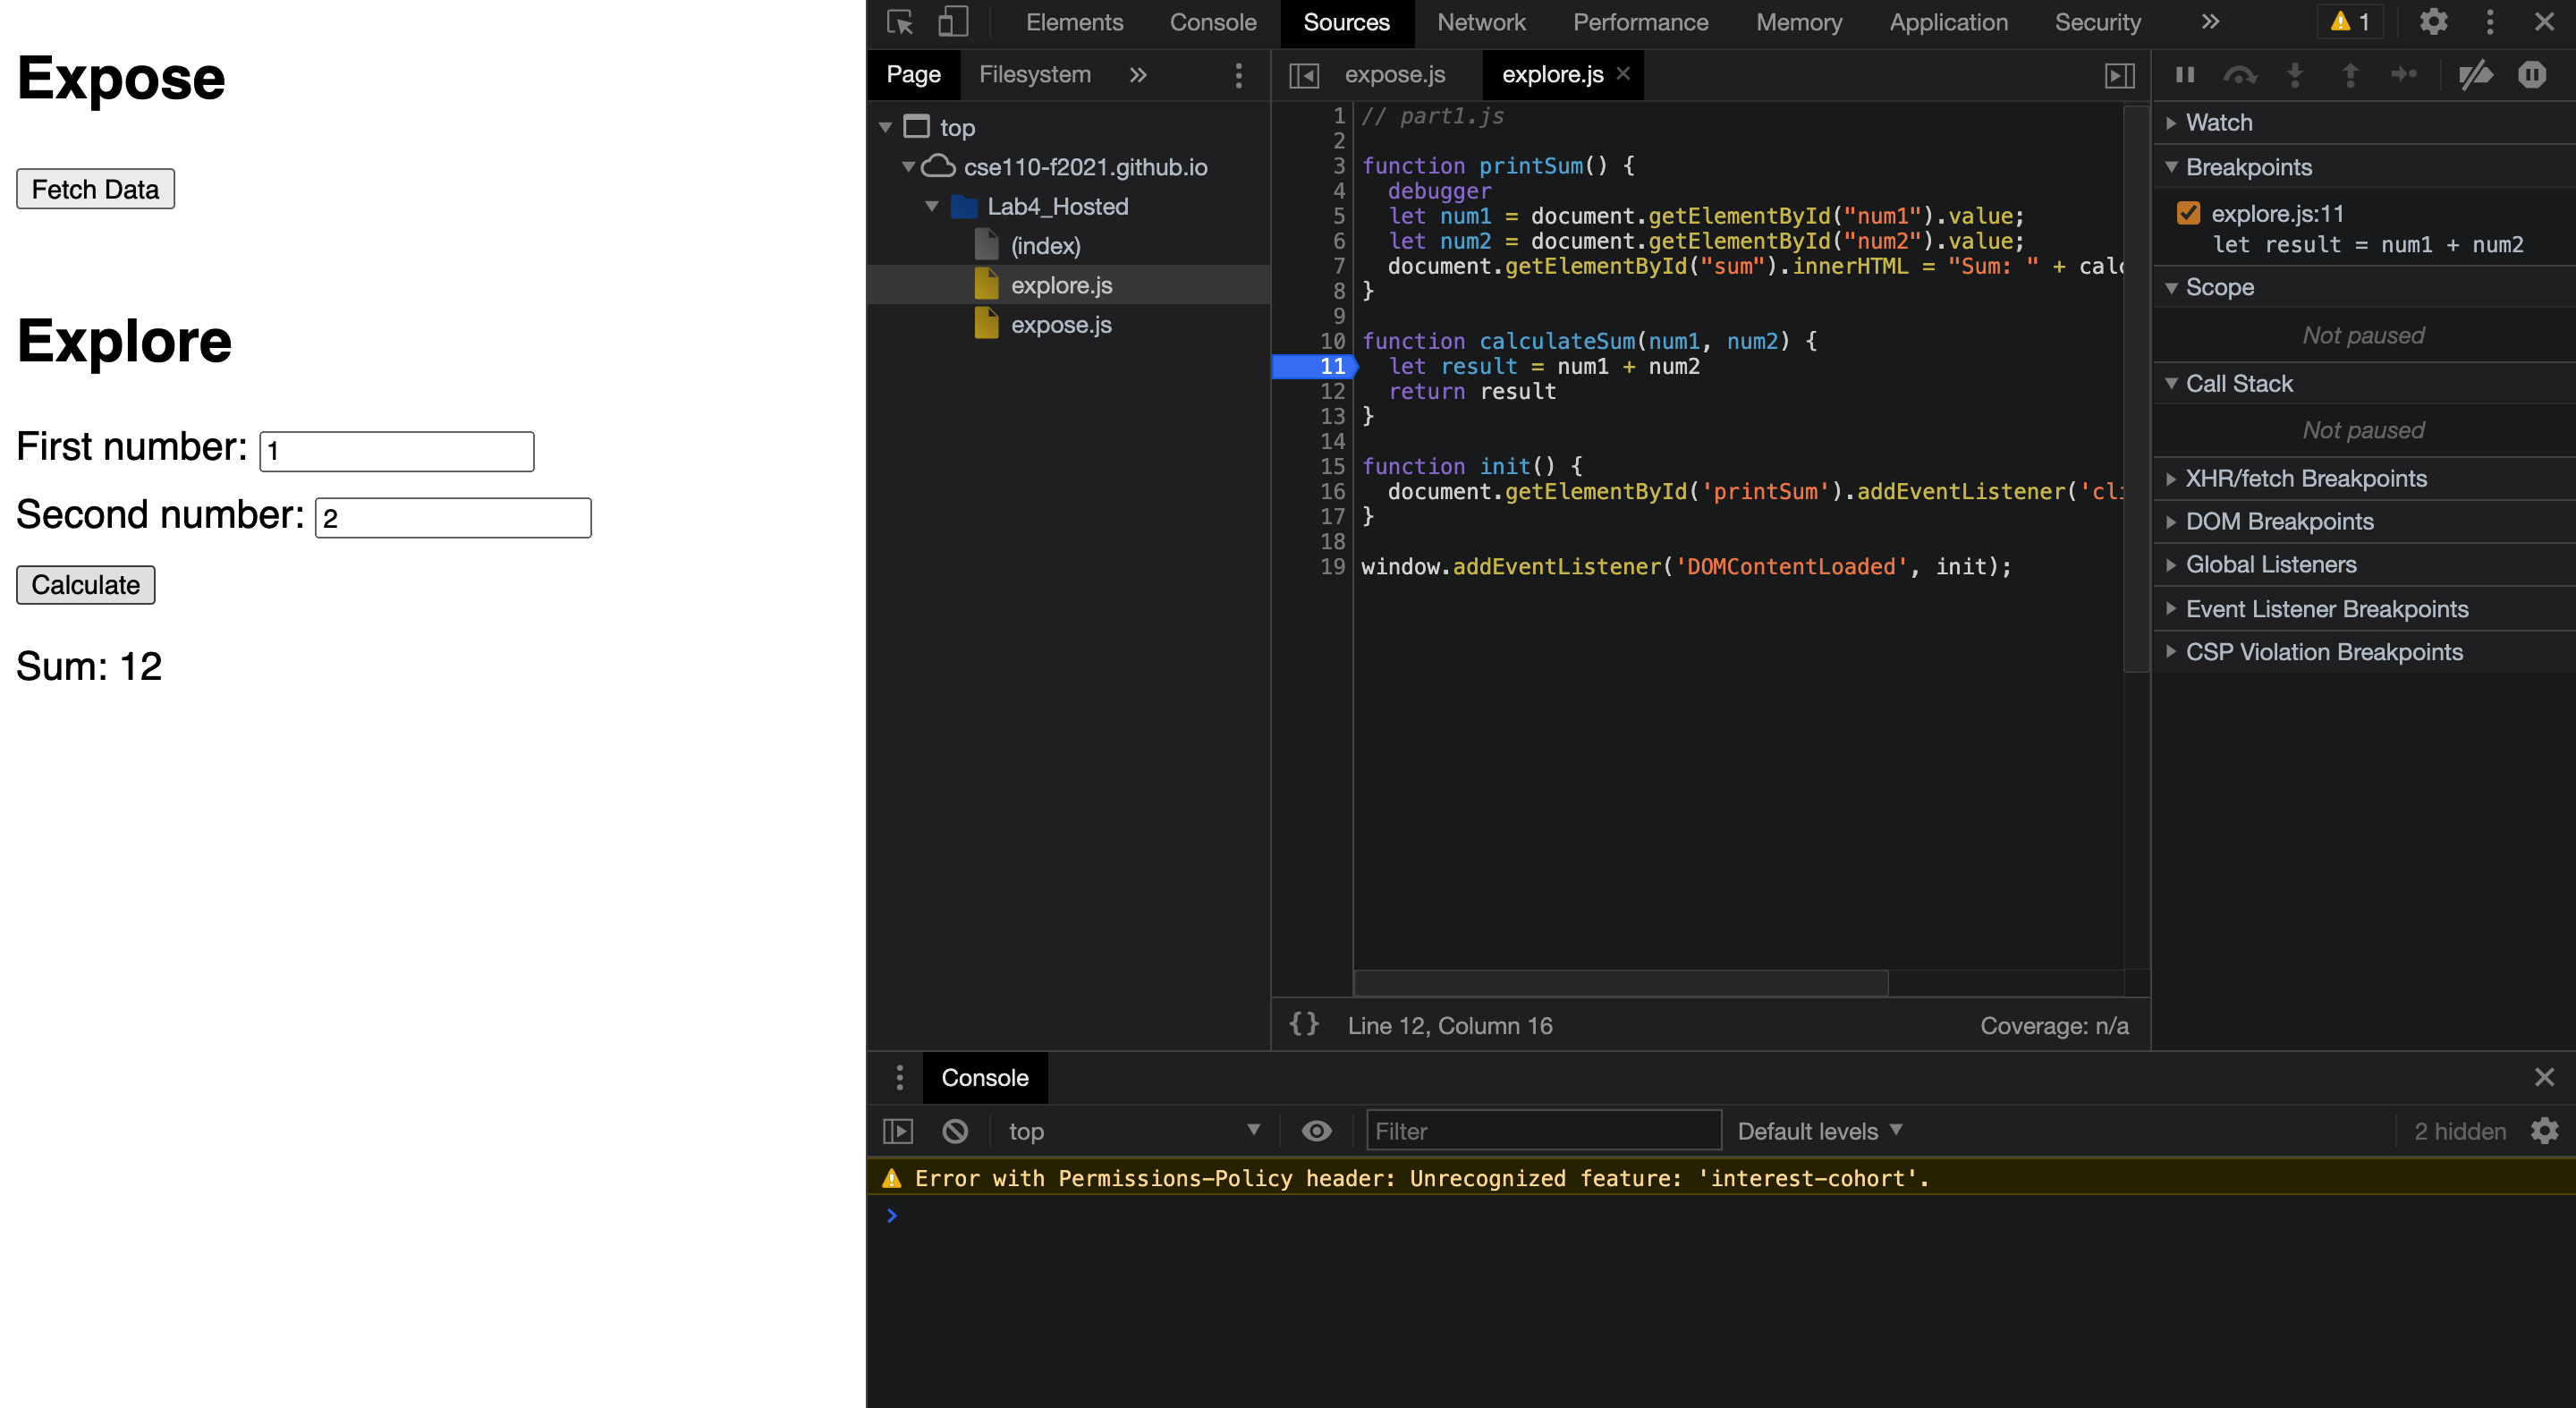 Expose
Fetch Data
Explore
First number: 1
Second number: 2
Calculate
Sum: 12
Elements Console Sources Network Performance Memory Application Security » 1
Page Filesystem »
top
cse110-f2021.github.io
Lab4_Hosted
(index)
explore.js
expose.js
expose.js explore.js ×
1 // part1.js
2
3 function printSum() {
4 debugger
5 let num1 = document.getElementById("num1").value;
6 let num2 = document.getElementById("num2").value;
7 document.getElementById("sum").innerHTML = "Sum: " + calc
8 }
9
10 function calculateSum(num1, num2) {
11 let result = num1 + num2
12 return result
13 }
14
15 function init() {
16 document.getElementById('printSum').addEventListener('cli
17 }
18
19 window.addEventListener('DOMContentLoaded', init);
{} Line 12, Column 16 Coverage: n/a
Watch
Breakpoints
explore.js:11
let result = num1 + num2
Scope
Not paused
Call Stack
Not paused
XHR/fetch Breakpoints
DOM Breakpoints
Global Listeners
Event Listener Breakpoints
CSP Violation Breakpoints
Console
top Filter Default levels 2 hidden
Error with Permissions-Policy header: Unrecognized feature: 'interest-cohort'.
>